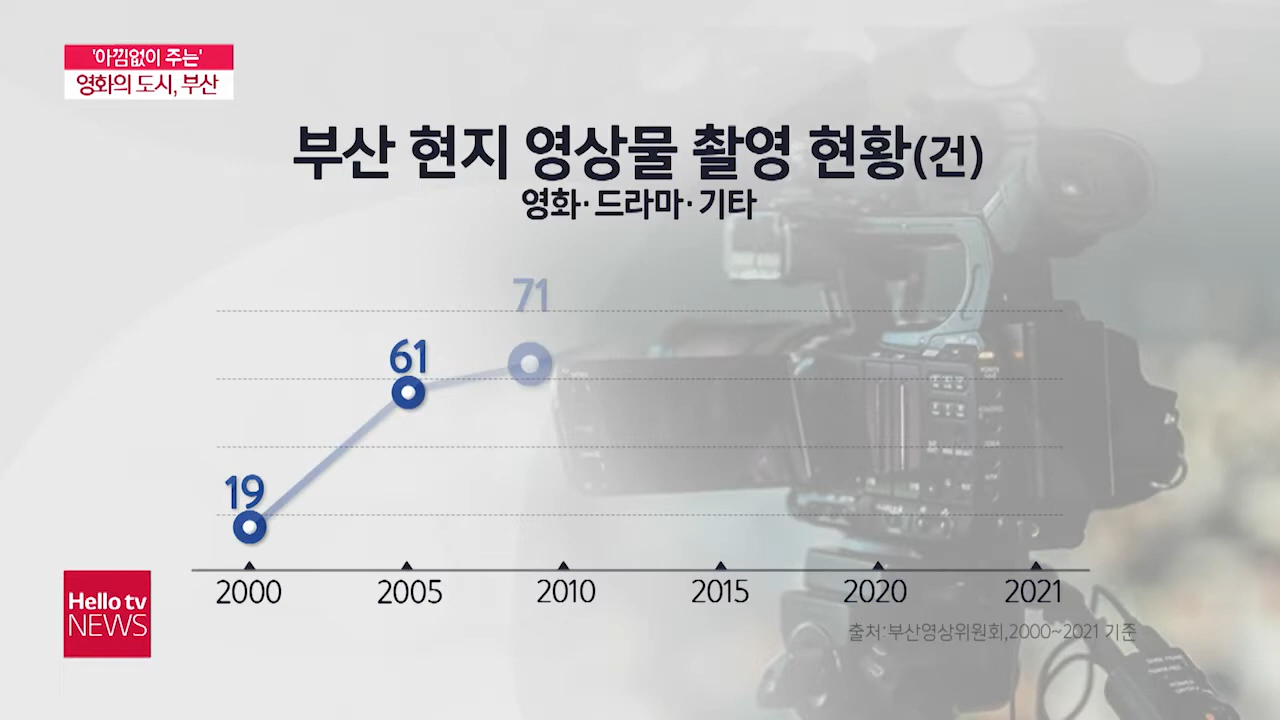 '아낌없이 주는'
영화의 도시, 부산
부산 현지 영상물 촬영 현황(건)
영화·드라마·기타
71
61
19
2000 2005 2010 2015 2020 2021
출처:부산영상위원회,2000~2021 기준
Hello tv
NEWS